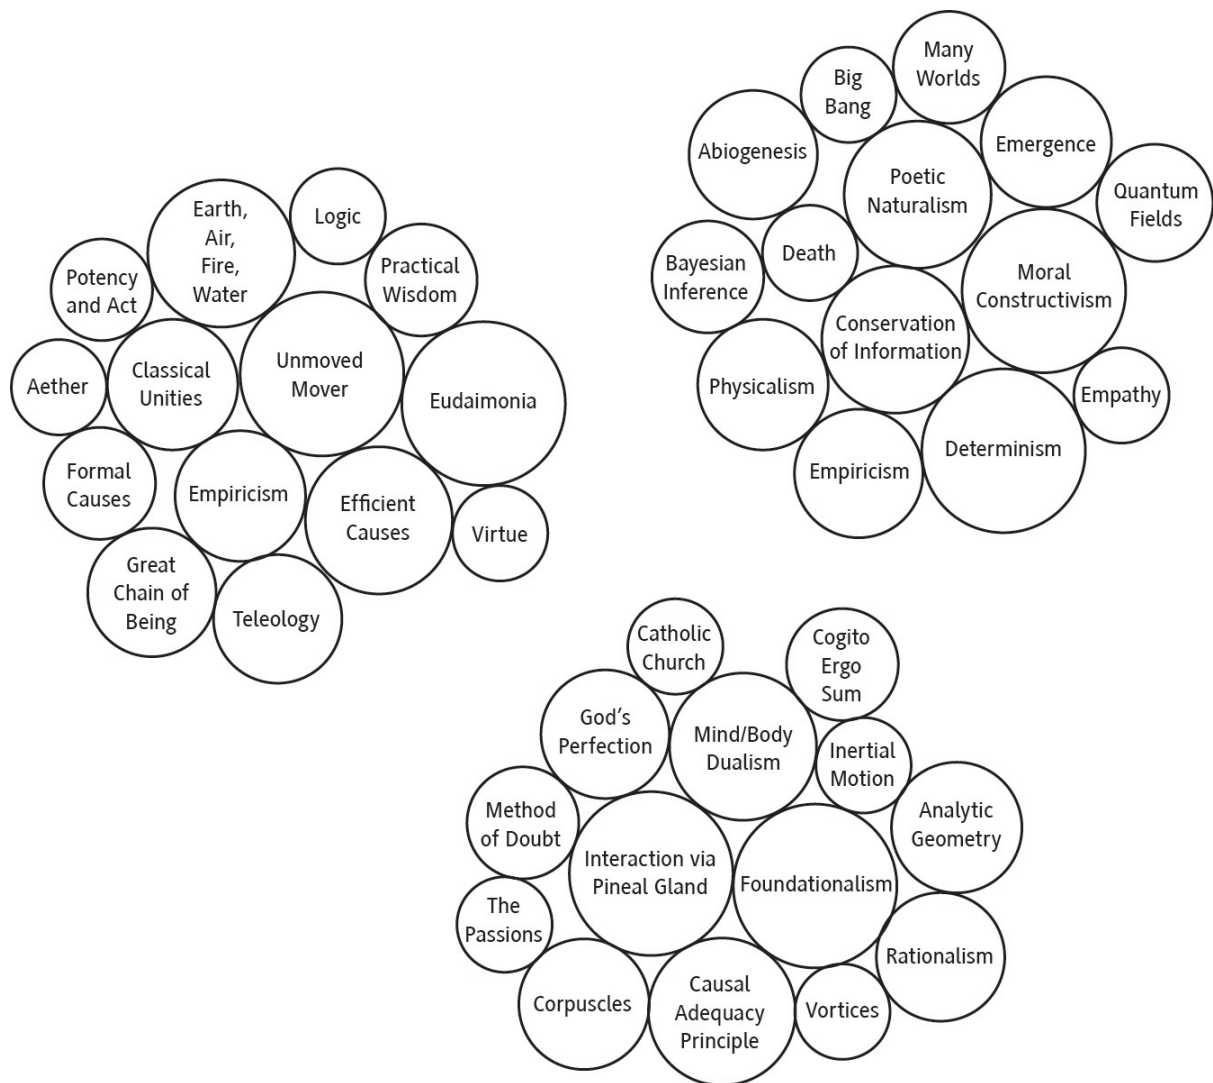 Earth,
Air,
Fire,
Water
Logic
Potency
and Act
Practical
Wisdom
Aether
Classical
Unities
Unmoved
Mover
Eudaimonia
Formal
Causes
Empiricism
Efficient
Causes
Virtue
Great
Chain of
Being
Teleology
Many
Worlds
Big
Bang
Abiogenesis
Poetic
Naturalism
Emergence
Quantum
Fields
Bayesian
Inference
Death
Moral
Constructivism
Conservation
of Information
Physicalism
Empathy
Empiricism
Determinism
Catholic
Church
Cogito
Ergo
Sum
God’s
Perfection
Mind/Body
Dualism
Inertial
Motion
Method
of Doubt
Analytic
Geometry
Interaction via
Pineal Gland
Foundationalism
The
Passions
Rationalism
Corpuscles
Causal
Adequacy
Principle
Vortices